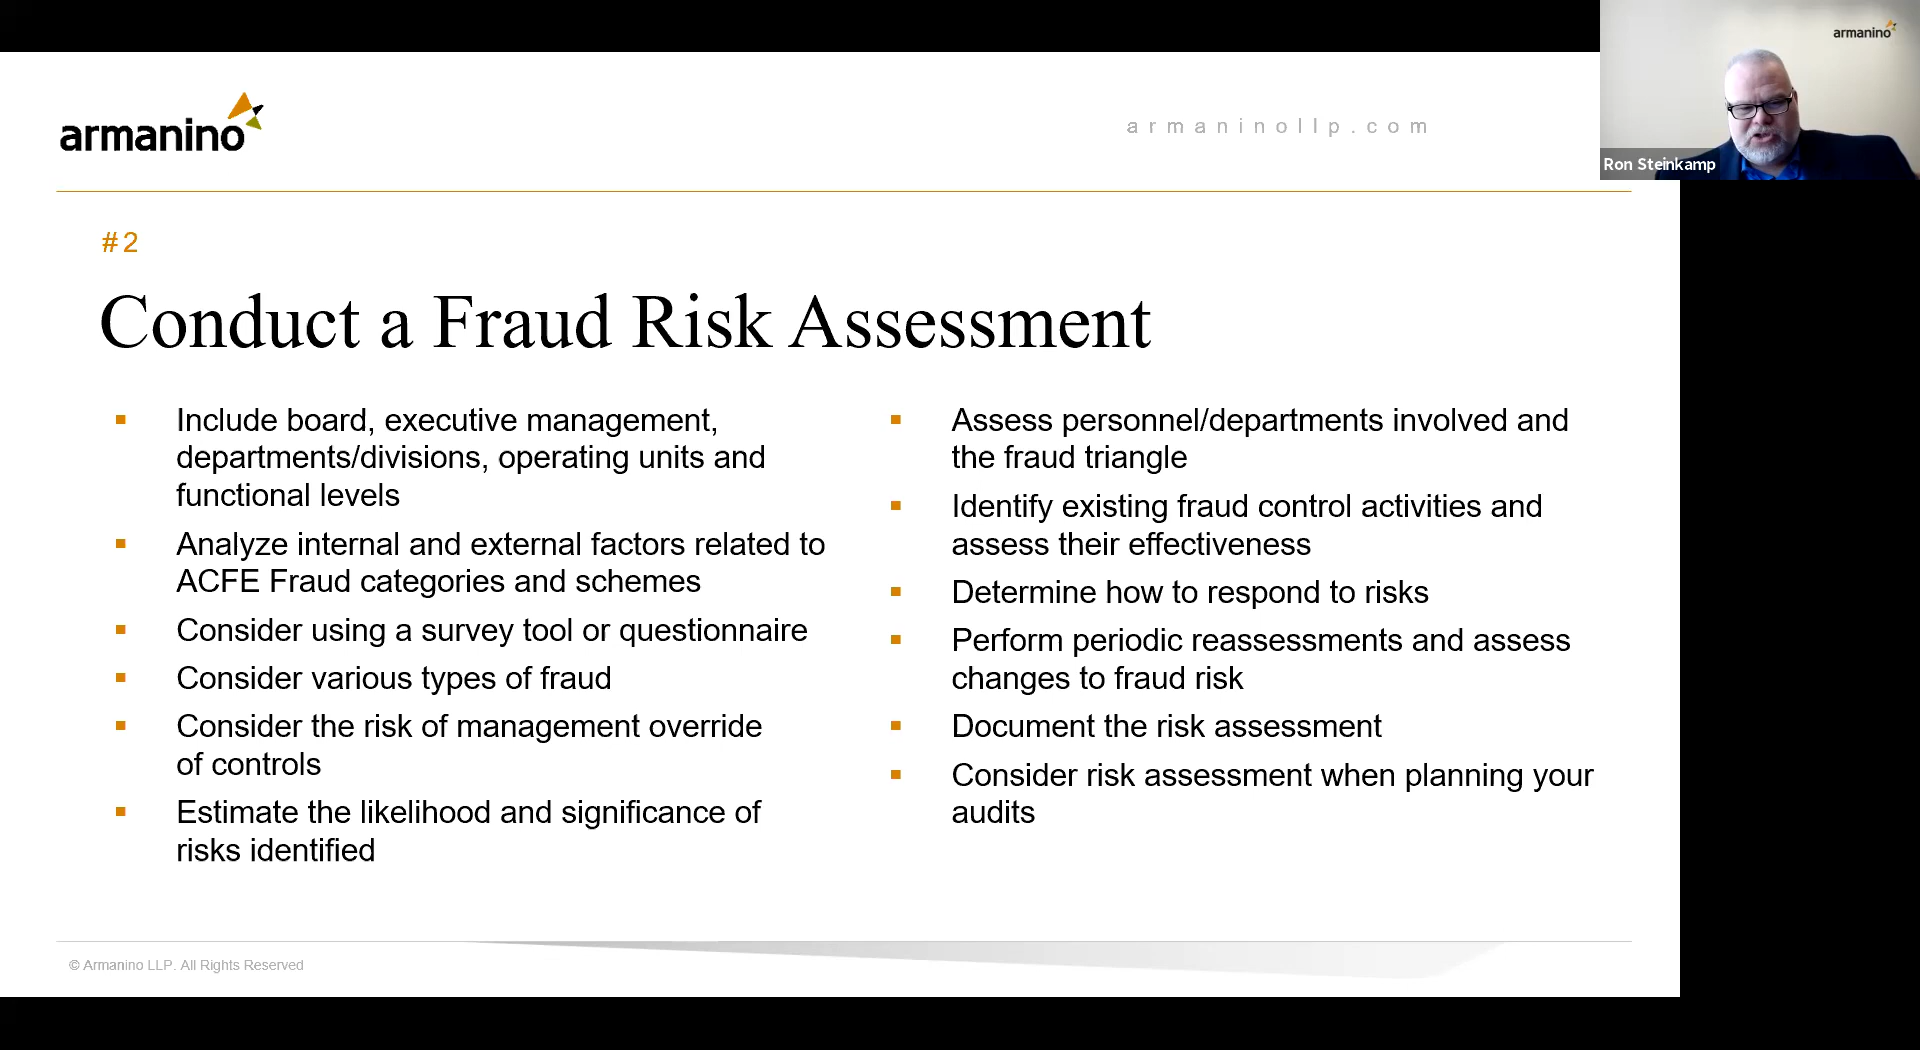 armanino
armaninollp.com
armanino
Ron Steinkamp
#2
Conduct a Fraud Risk Assessment
▪ Include board, executive management,
departments/divisions, operating units and
functional levels
▪ Analyze internal and external factors related to
ACFE Fraud categories and schemes
▪ Consider using a survey tool or questionnaire
▪ Consider various types of fraud
▪ Consider the risk of management override
of controls
▪ Estimate the likelihood and significance of
risks identified
▪ Assess personnel/departments involved and
the fraud triangle
▪ Identify existing fraud control activities and
assess their effectiveness
▪ Determine how to respond to risks
▪ Perform periodic reassessments and assess
changes to fraud risk
▪ Document the risk assessment
▪ Consider risk assessment when planning your
audits
© Armanino LLP. All Rights Reserved